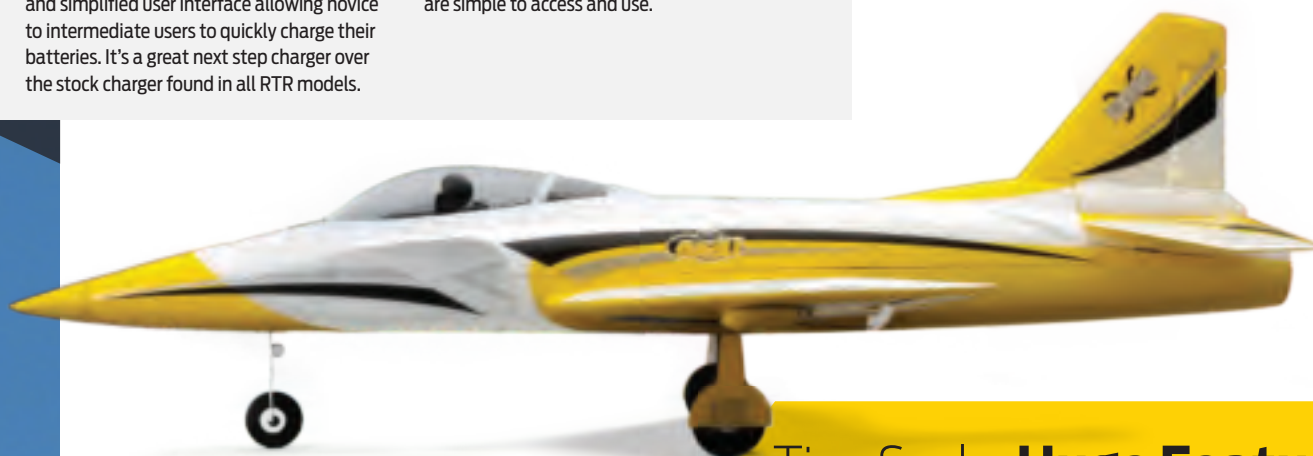 and simplified user interface allowing novice
to intermediate users to quickly charge their
batteries. It's a great next step charger over
the stock charger found in all RTR models.
are simple to access and use.